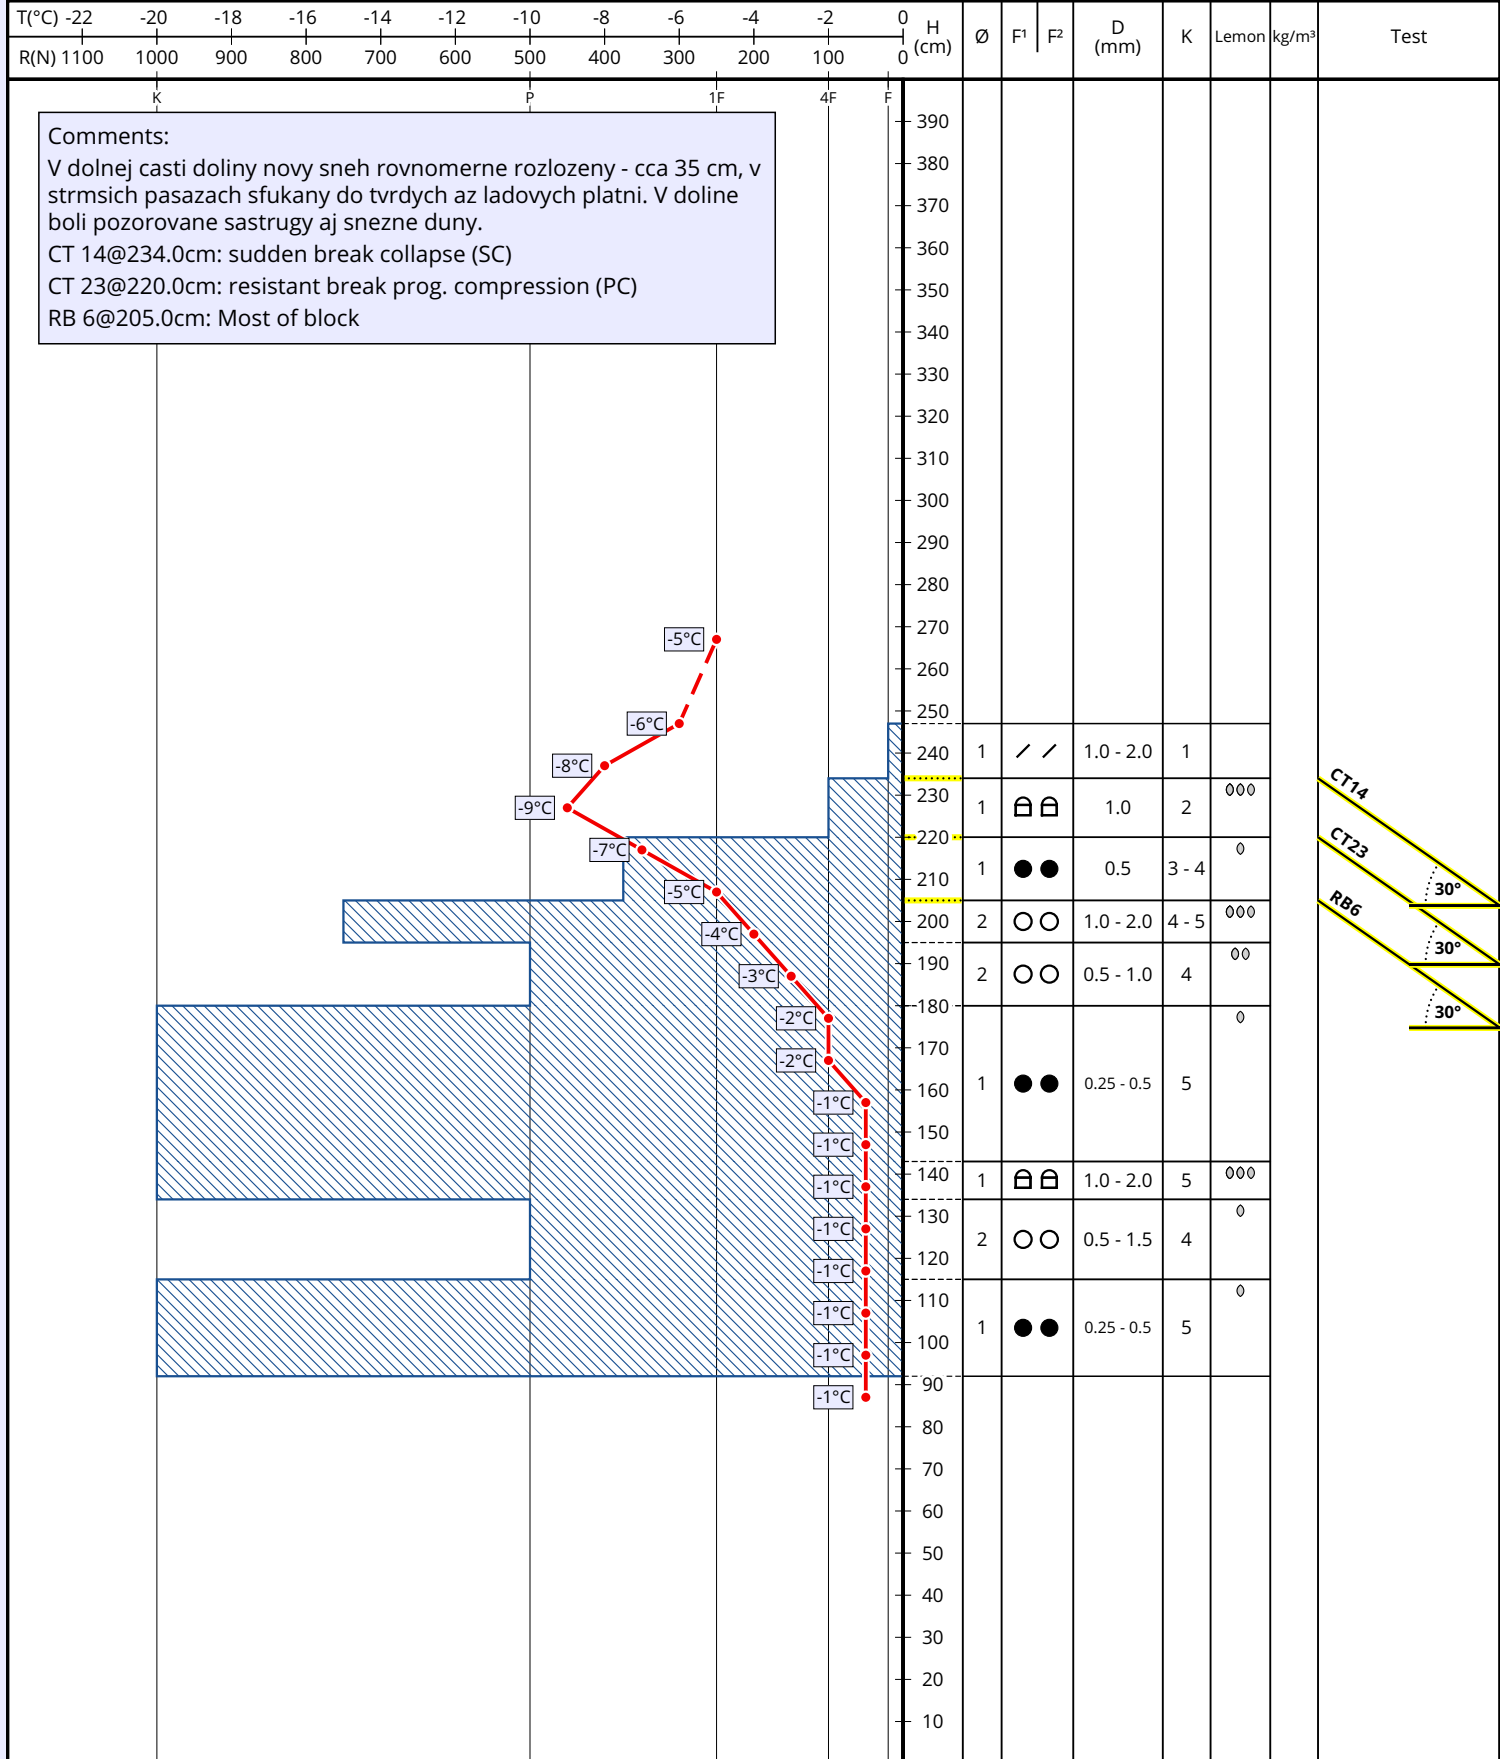 T(°C) -22 -20 -18 -16 -14 -12 -10 -8 -6 -4 -2 0
R(N) 1100 1000 900 800 700 600 500 400 300 200 100 0
H (cm) Ø F¹ F² D (mm) K Lemon kg/m³ Test
K P 1F 4F F
Comments:
V dolnej casti doliny novy sneh rovnomerne rozlozeny - cca 35 cm, v
strmsich pasazach sfukany do tvrdych az ladovych platni. V doline
boli pozorovane sastrugy aj snezne duny.
CT 14@234.0cm: sudden break collapse (SC)
CT 23@220.0cm: resistant break prog. compression (PC)
RB 6@205.0cm: Most of block
390
380
370
360
350
340
330
320
310
300
290
280
-5°C 270
260
-6°C 250
-8°C 240 1 1.0 - 2.0 1
-9°C 230 1 1.0 2 CT14
220 CT23
-7°C 210 1 0.5 3 - 4 30°
-5°C RB6
-4°C 200 2 1.0 - 2.0 4 - 5
-3°C 190 2 0.5 - 1.0 4 30°
-2°C 180 30°
-2°C 170
-1°C 160 1 0.25 - 0.5 5
-1°C 150
-1°C 140 1 1.0 - 2.0 5
-1°C 130 2 0.5 - 1.5 4
-1°C 120
-1°C 110 1 0.25 - 0.5 5
-1°C 100
-1°C 90
80
70
60
50
40
30
20
10